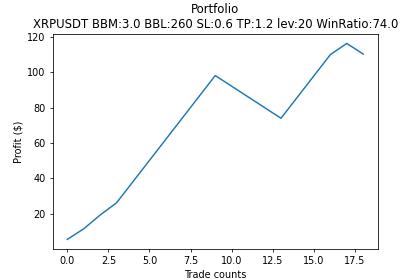 Portfolio
XRPUSDT BBM:3.0 BBL:260 SL:0.6 TP:1.2 lev:20 WinRatio:74.0
120
100
80
60
40
20
Profit ($)
0.0 2.5 5.0 7.5 10.0 12.5 15.0 17.5
Trade counts